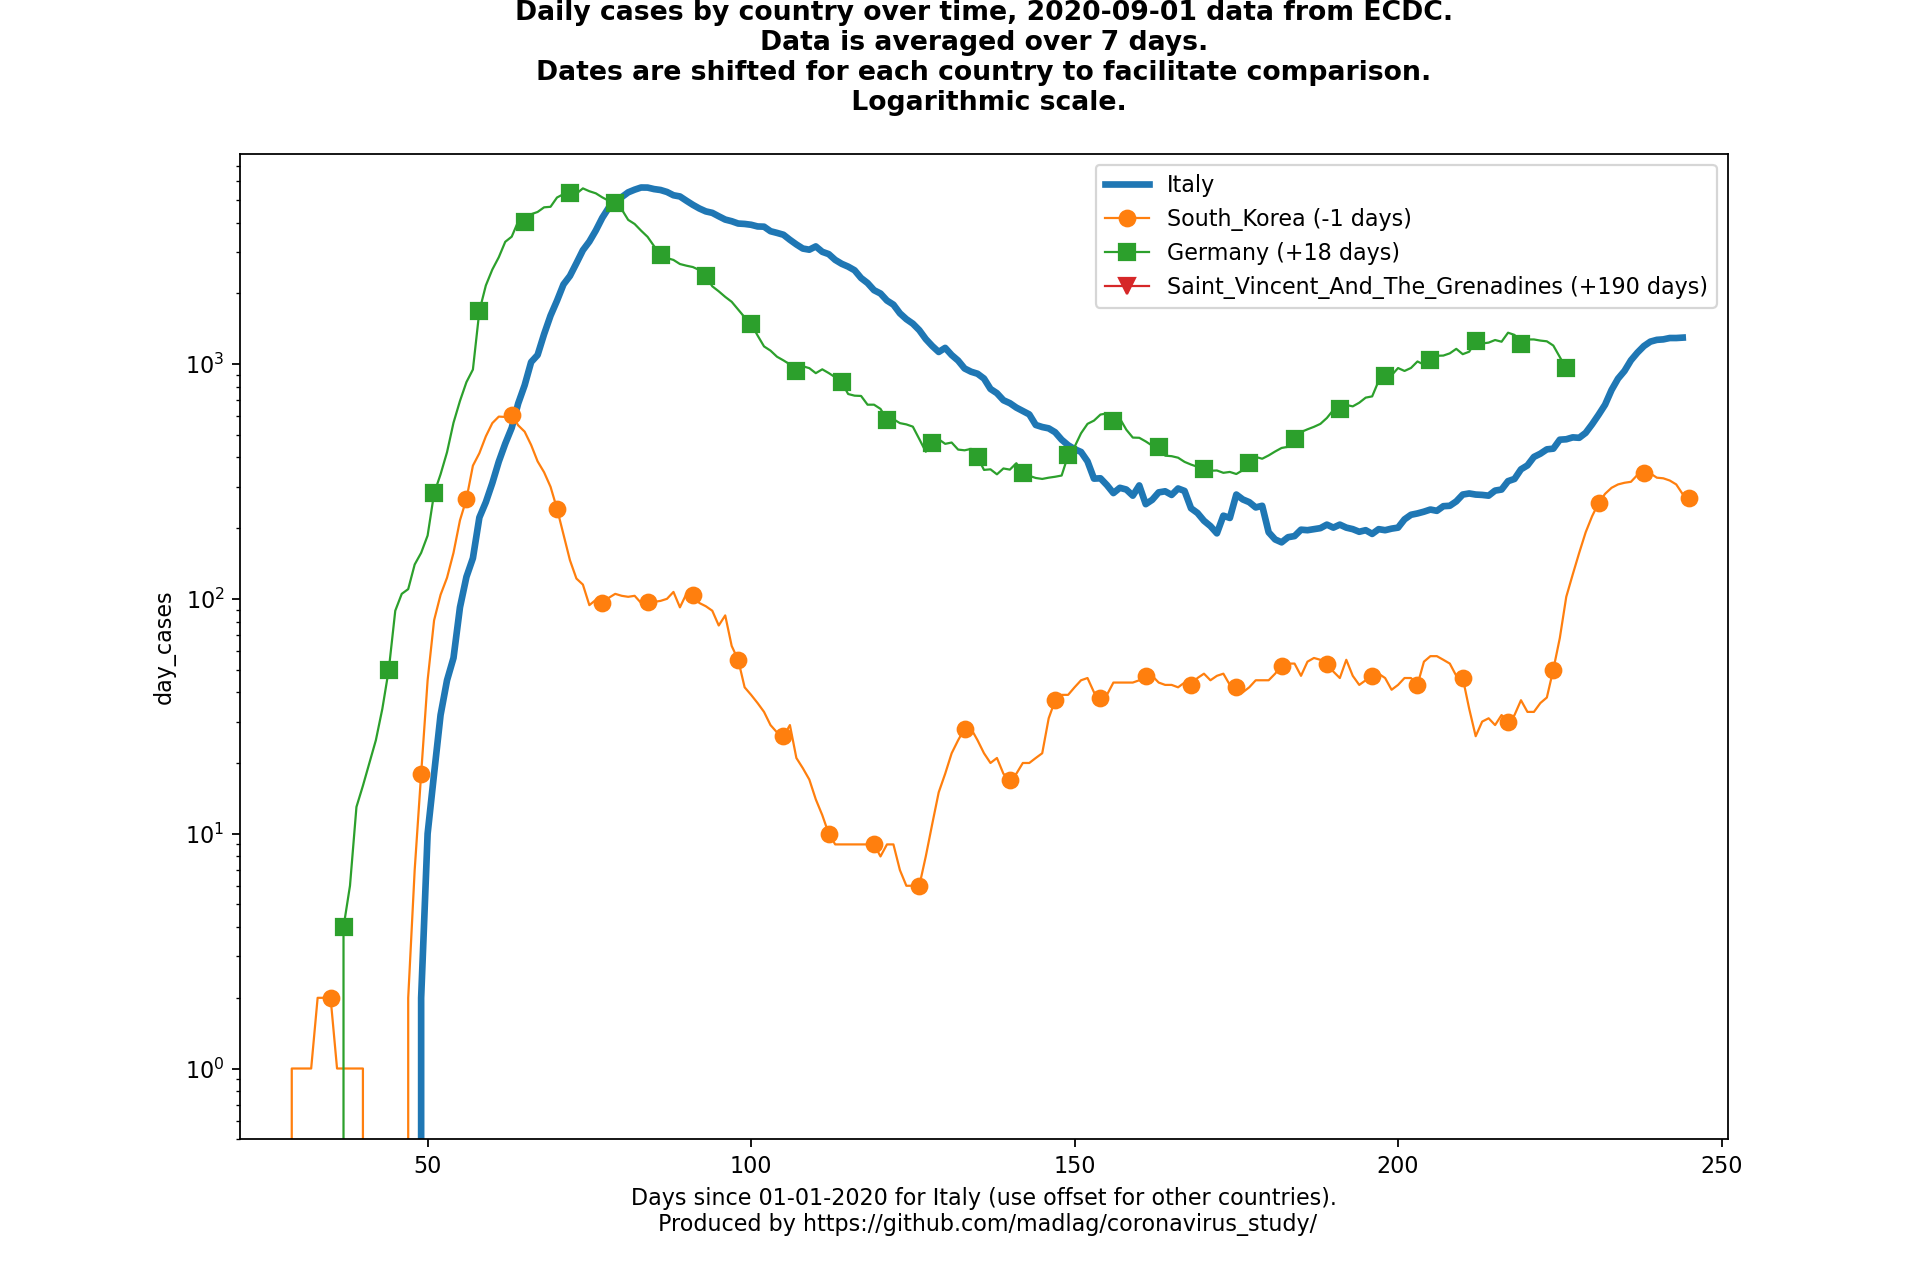 Daily cases by country over time, 2020-09-01 data from ECDC.
Data is averaged over 7 days.
Dates are shifted for each country to facilitate comparison.
Logarithmic scale.
Italy
South_Korea (-1 days)
Germany (+18 days)
Saint_Vincent_And_The_Grenadines (+190 days)
day_cases
10³
10²
10¹
10⁰
50 100 150 200 250
Days since 01-01-2020 for Italy (use offset for other countries).
Produced by https://github.com/madlag/coronavirus_study/